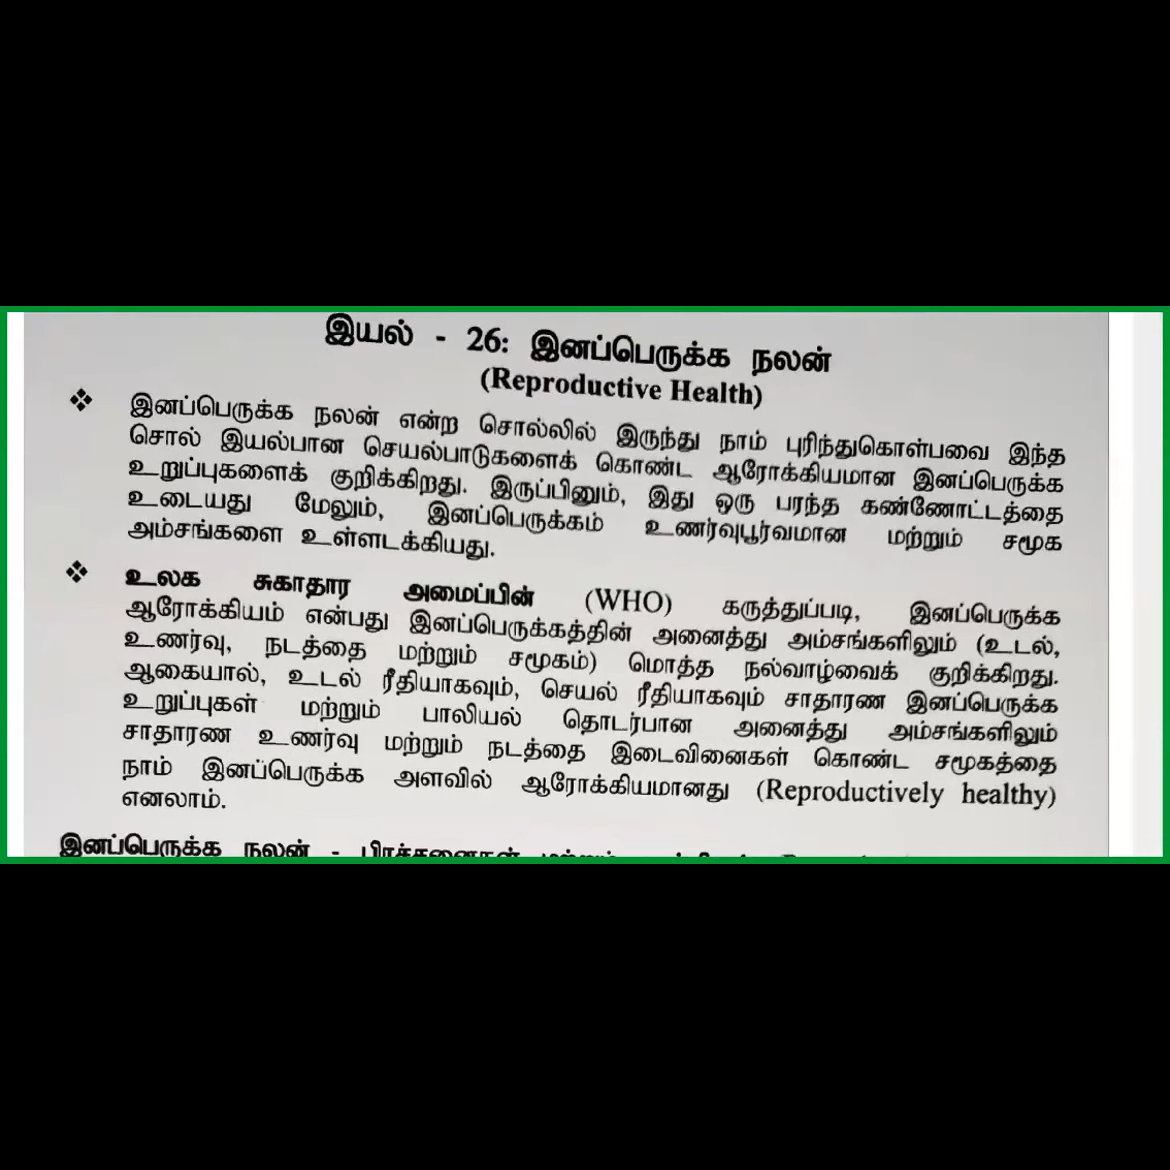 இயல் - 26: இனப்பெருக்க நலன்
(Reproductive Health)
❖ இனப்பெருக்க நலன் என்ற சொல்லில் இருந்து நாம் புரிந்துகொள்பவை இந்த
சொல் இயல்பான செயல்பாடுகளைக் கொண்ட ஆரோக்கியமான இனப்பெருக்க
உறுப்புகளைக் குறிக்கிறது. இருப்பினும், இது ஒரு பரந்த கண்ணோட்டத்தை
உடையது மேலும், இனப்பெருக்கம் உணர்வுபூர்வமான மற்றும் சமூக
அம்சங்களை உள்ளடக்கியது.
❖ உலக சுகாதார அமைப்பின் (WHO) கருத்துப்படி, இனப்பெருக்க
ஆரோக்கியம் என்பது இனப்பெருக்கத்தின் அனைத்து அம்சங்களிலும் (உடல்,
உணர்வு, நடத்தை மற்றும் சமூகம்) மொத்த நல்வாழ்வைக் குறிக்கிறது.
ஆகையால், உடல் ரீதியாகவும், செயல் ரீதியாகவும் சாதாரண இனப்பெருக்க
உறுப்புகள் மற்றும் பாலியல் தொடர்பான அனைத்து அம்சங்களிலும்
சாதாரண உணர்வு மற்றும் நடத்தை இடைவினைகள் கொண்ட சமூகத்தை
நாம் இனப்பெருக்க அளவில் ஆரோக்கியமானது (Reproductively healthy)
எனலாம்.
இனப்பெருக்க நலன் - பிரச்சனைகள் மற்றும்